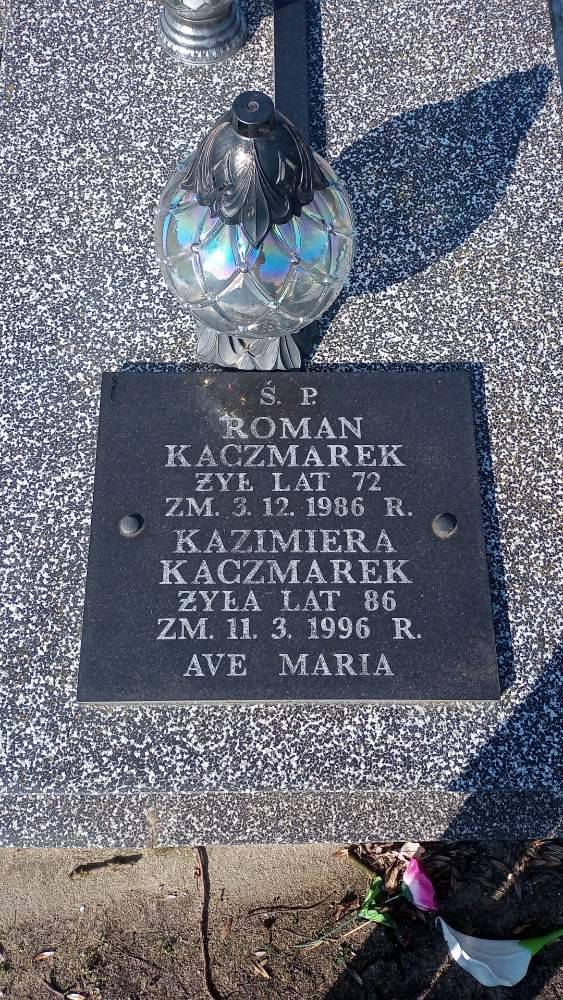 Ś. P.
ROMAN
KACZMAREK
ŻYŁ LAT 72
ZM. 3. 12. 1986 R.
KAZIMIERA
KACZMAREK
ŻYŁA LAT 86
ZM. 11. 3. 1996 R.
AVE MARIA